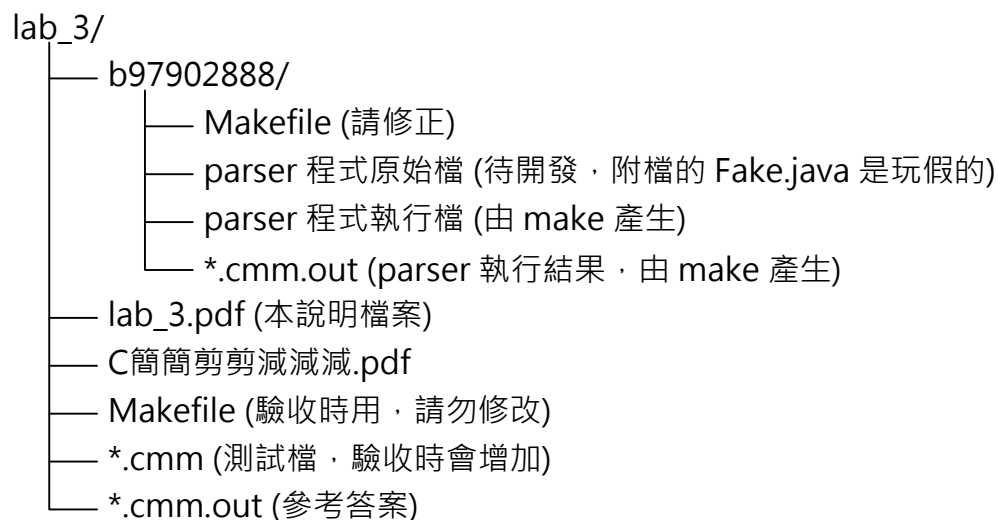 lab_3/
b97902888/
Makefile (請修正)
parser 程式原始檔 (待開發，附檔的 Fake.java 是玩假的)
parser 程式執行檔 (由 make 產生)
*.cmm.out (parser 執行結果，由 make 產生)
lab_3.pdf (本說明檔案)
C簡簡剪剪減減減.pdf
Makefile (驗收時用，請勿修改)
*.cmm (測試檔，驗收時會增加)
*.cmm.out (參考答案)